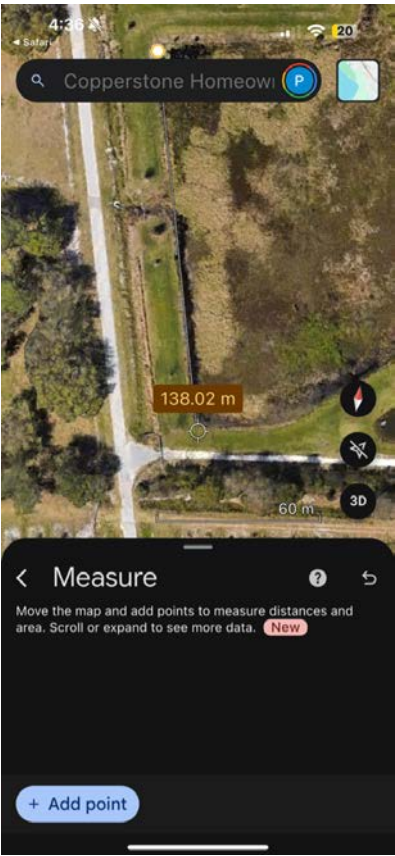 4:36
20
◂ Safari
Copperstone Homeow
P
138.02 m
60 m
3D
Measure
?
Move the map and add points to measure distances and
area. Scroll or expand to see more data. New
+ Add point